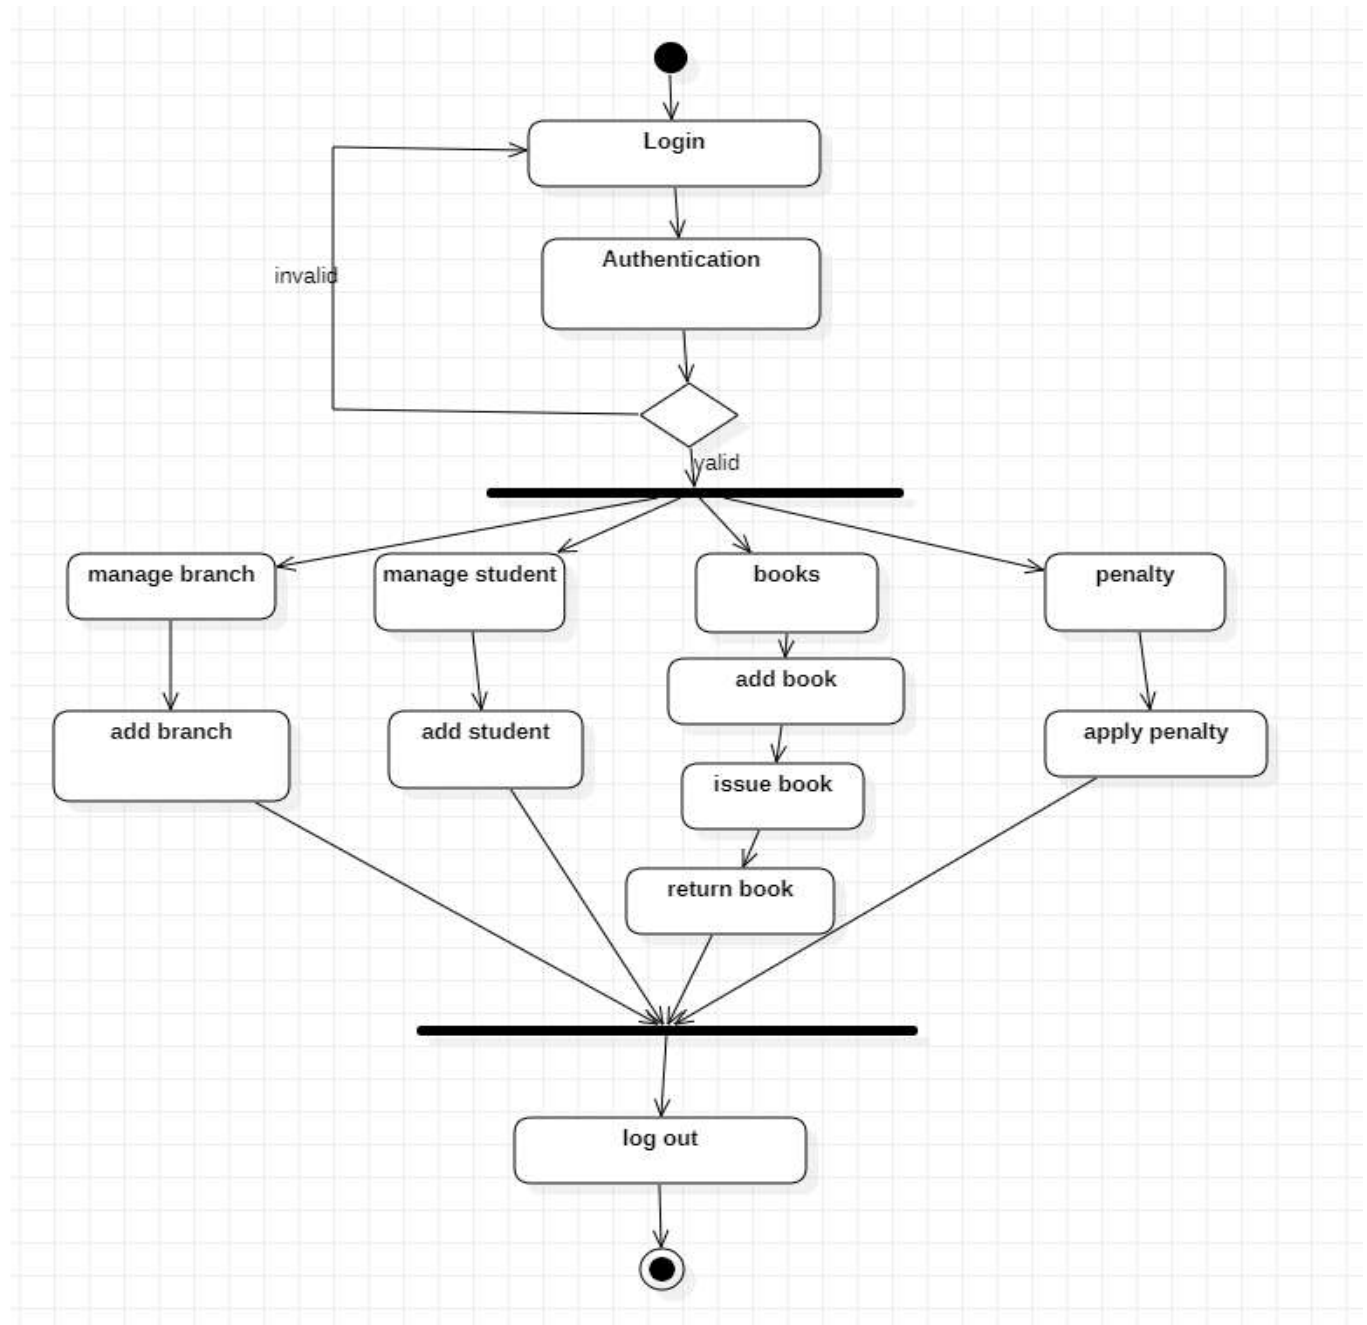 Login
Authentication
invalid
valid
manage branch
manage student
books
penalty
add book
add branch
add student
apply penalty
issue book
return book
log out